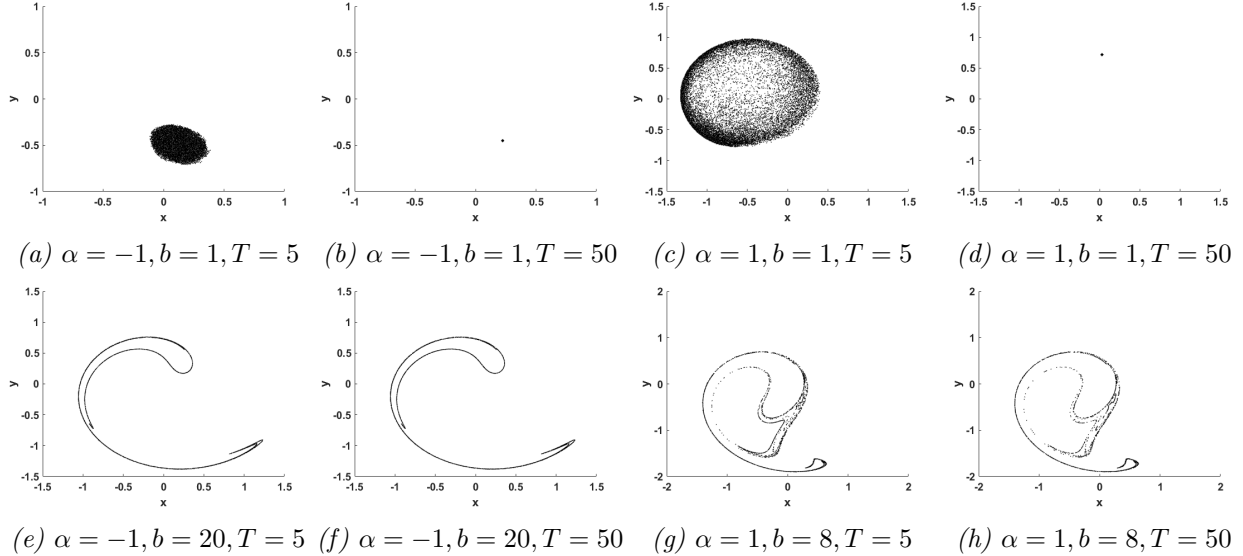 1
0.5
y
0
-0.5
-1
-1 -0.5 0 0.5 1
x
(a) α = −1, b = 1, T = 5
1
0.5
y
0
-0.5
-1
-1 -0.5 0 0.5 1
x
(b) α = −1, b = 1, T = 50
1.5
1
0.5
y
0
-0.5
-1
-1.5
-1.5 -1 -0.5 0 0.5 1 1.5
x
(c) α = 1, b = 1, T = 5
1.5
1
0.5
y
0
-0.5
-1
-1.5
-1.5 -1 -0.5 0 0.5 1 1.5
x
(d) α = 1, b = 1, T = 50
1.5
1
0.5
y
0
-0.5
-1
-1.5
-1.5 -1 -0.5 0 0.5 1 1.5
x
(e) α = −1, b = 20, T = 5
1.5
1
0.5
y
0
-0.5
-1
-1.5
-1.5 -1 -0.5 0 0.5 1 1.5
x
(f) α = −1, b = 20, T = 50
2
1
y
0
-1
-2
-2 -1 0 1 2
x
(g) α = 1, b = 8, T = 5
2
1
y
0
-1
-2
-2 -1 0 1 2
x
(h) α = 1, b = 8, T = 50